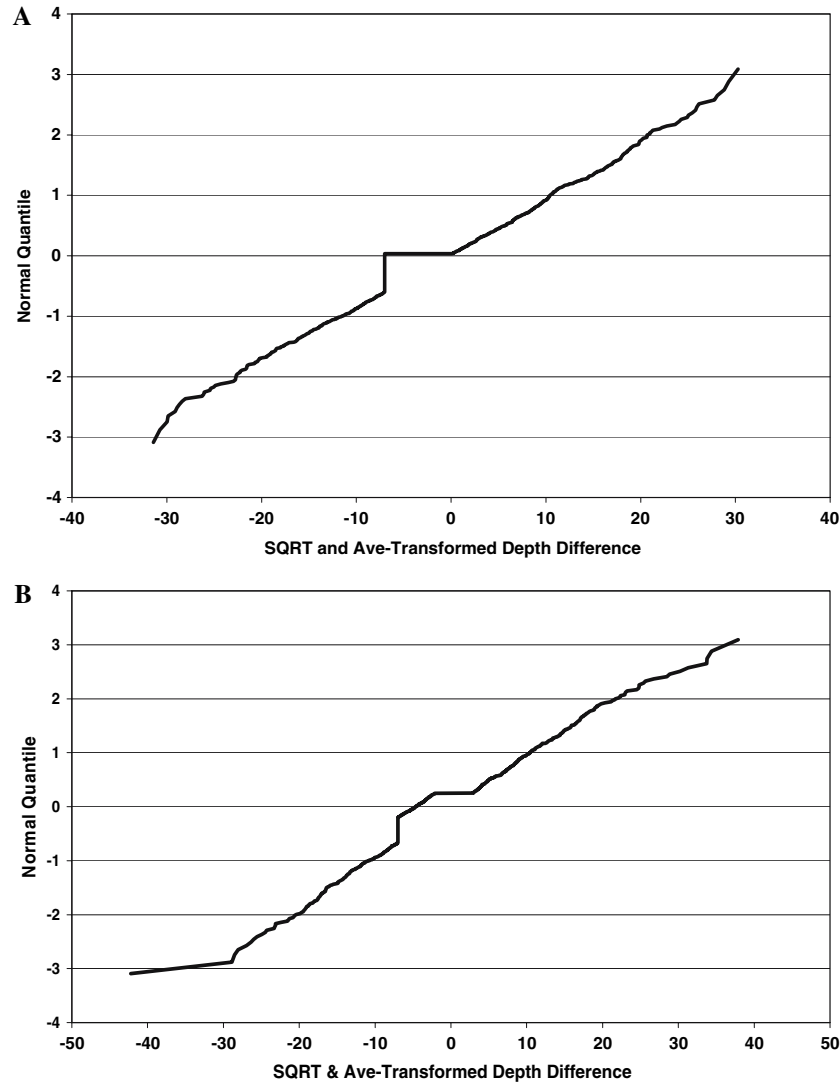 A
4
3
2
1
0
-1
-2
-3
-4
Normal Quantile
-40 -30 -20 -10 0 10 20 30 40
SQRT and Ave-Transformed Depth Difference
B
4
3
2
1
0
-1
-2
-3
-4
Normal Quantile
-50 -40 -30 -20 -10 0 10 20 30 40 50
SQRT & Ave-Transformed Depth Difference